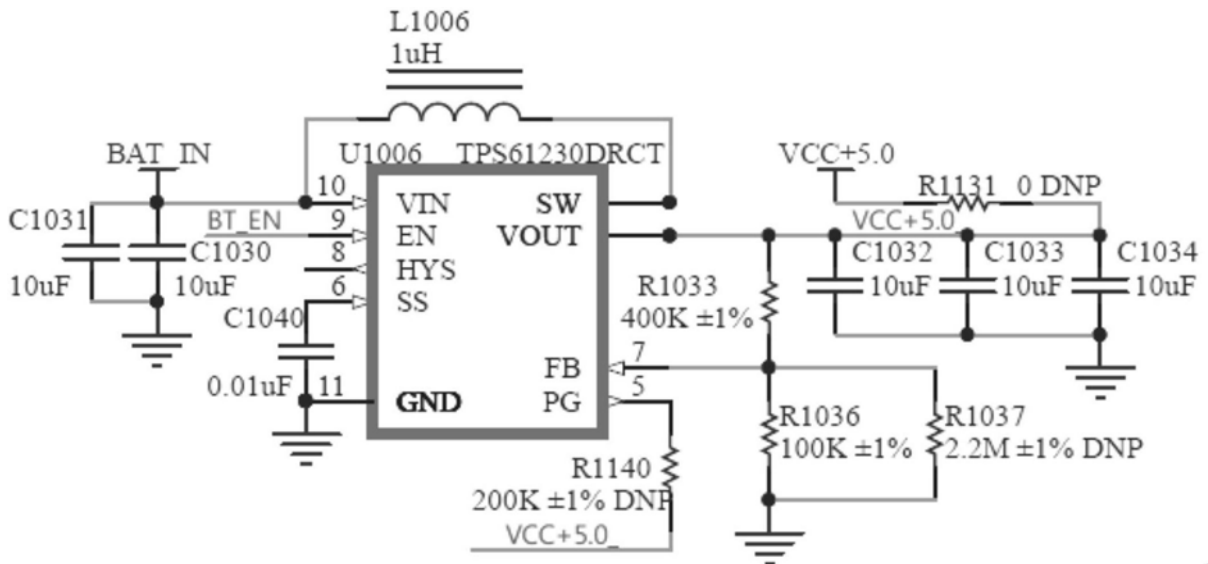 L1006
1uH
BAT_IN
U1006 TPS61230DRCT
VCC+5.0
R1131 0 DNP
C1031
10uF
C1030
10uF
BT_EN
10
9
8
6
VIN
EN
HYS
SS
SW
VOUT
VCC+5.0_
C1032
10uF
C1033
10uF
C1034
10uF
R1033
400K ±1%
C1040
0.01uF
11
GND
FB
PG
7
5
R1036
100K ±1%
R1037
2.2M ±1% DNP
R1140
200K ±1% DNP
VCC+5.0_